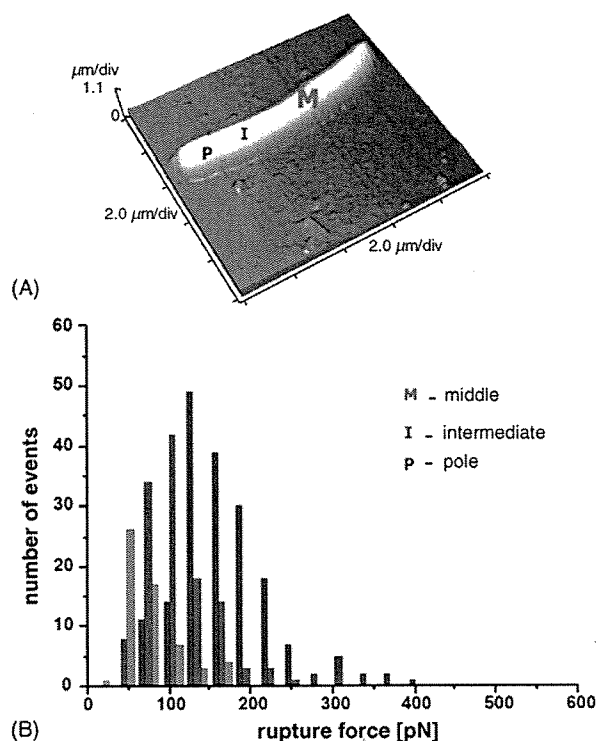 µm/div
1.1
0
M
I
P
2.0 µm/div
2.0 µm/div
(A)
60
50
40
30
20
10
0
number of events
M - middle
I - intermediate
P - pole
0 100 200 300 400 500 600
rupture force [pN]
(B)